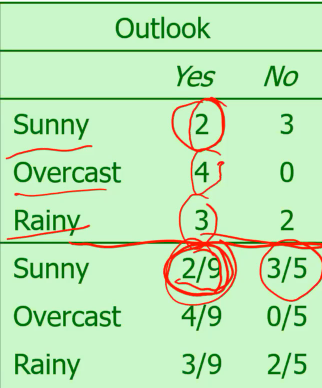 Outlook
Yes No
Sunny 2 3
Overcast 4 0
Rainy 3 2
Sunny 2/9 3/5
Overcast 4/9 0/5
Rainy 3/9 2/5